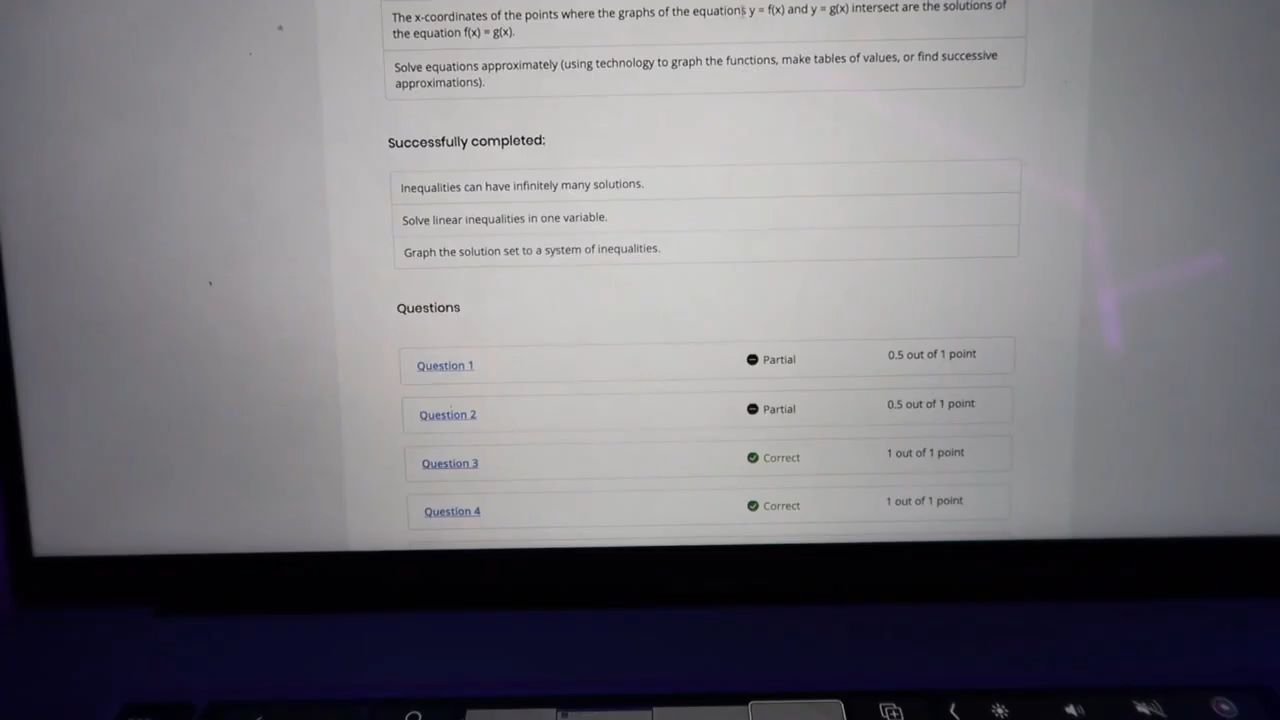 The x-coordinates of the points where the graphs of the equations y = f(x) and y = g(x) intersect are the solutions of
the equation f(x) = g(x).
Solve equations approximately (using technology to graph the functions, make tables of values, or find successive
approximations).
Successfully completed:
Inequalities can have infinitely many solutions.
Solve linear inequalities in one variable.
Graph the solution set to a system of inequalities.
Questions
Question 1 Partial 0.5 out of 1 point
Question 2 Partial 0.5 out of 1 point
Question 3 Correct 1 out of 1 point
Question 4 Correct 1 out of 1 point